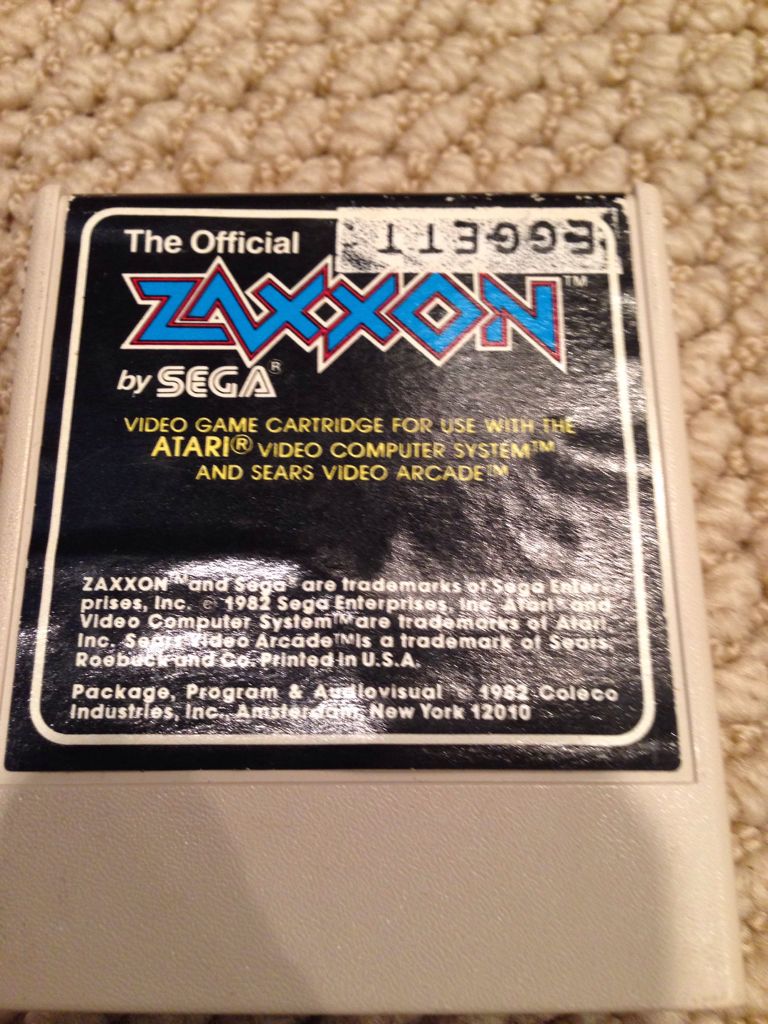 EGGETT
The Official
ZAXXON™
by SEGA®
VIDEO GAME CARTRIDGE FOR USE WITH THE
ATARI® VIDEO COMPUTER SYSTEM™
AND SEARS VIDEO ARCADE™
ZAXXON™ and Sega® are trademarks of Sega Enter-
prises, Inc. © 1982 Sega Enterprises, Inc. Atari® and
Video Computer System™ are trademarks of Atari,
Inc. Sears Video Arcade™ is a trademark of Sears,
Roebuck and Co. Printed in U.S.A.
Package, Program & Audiovisual © 1982 Coleco
Industries, Inc., Amsterdam, New York 12010